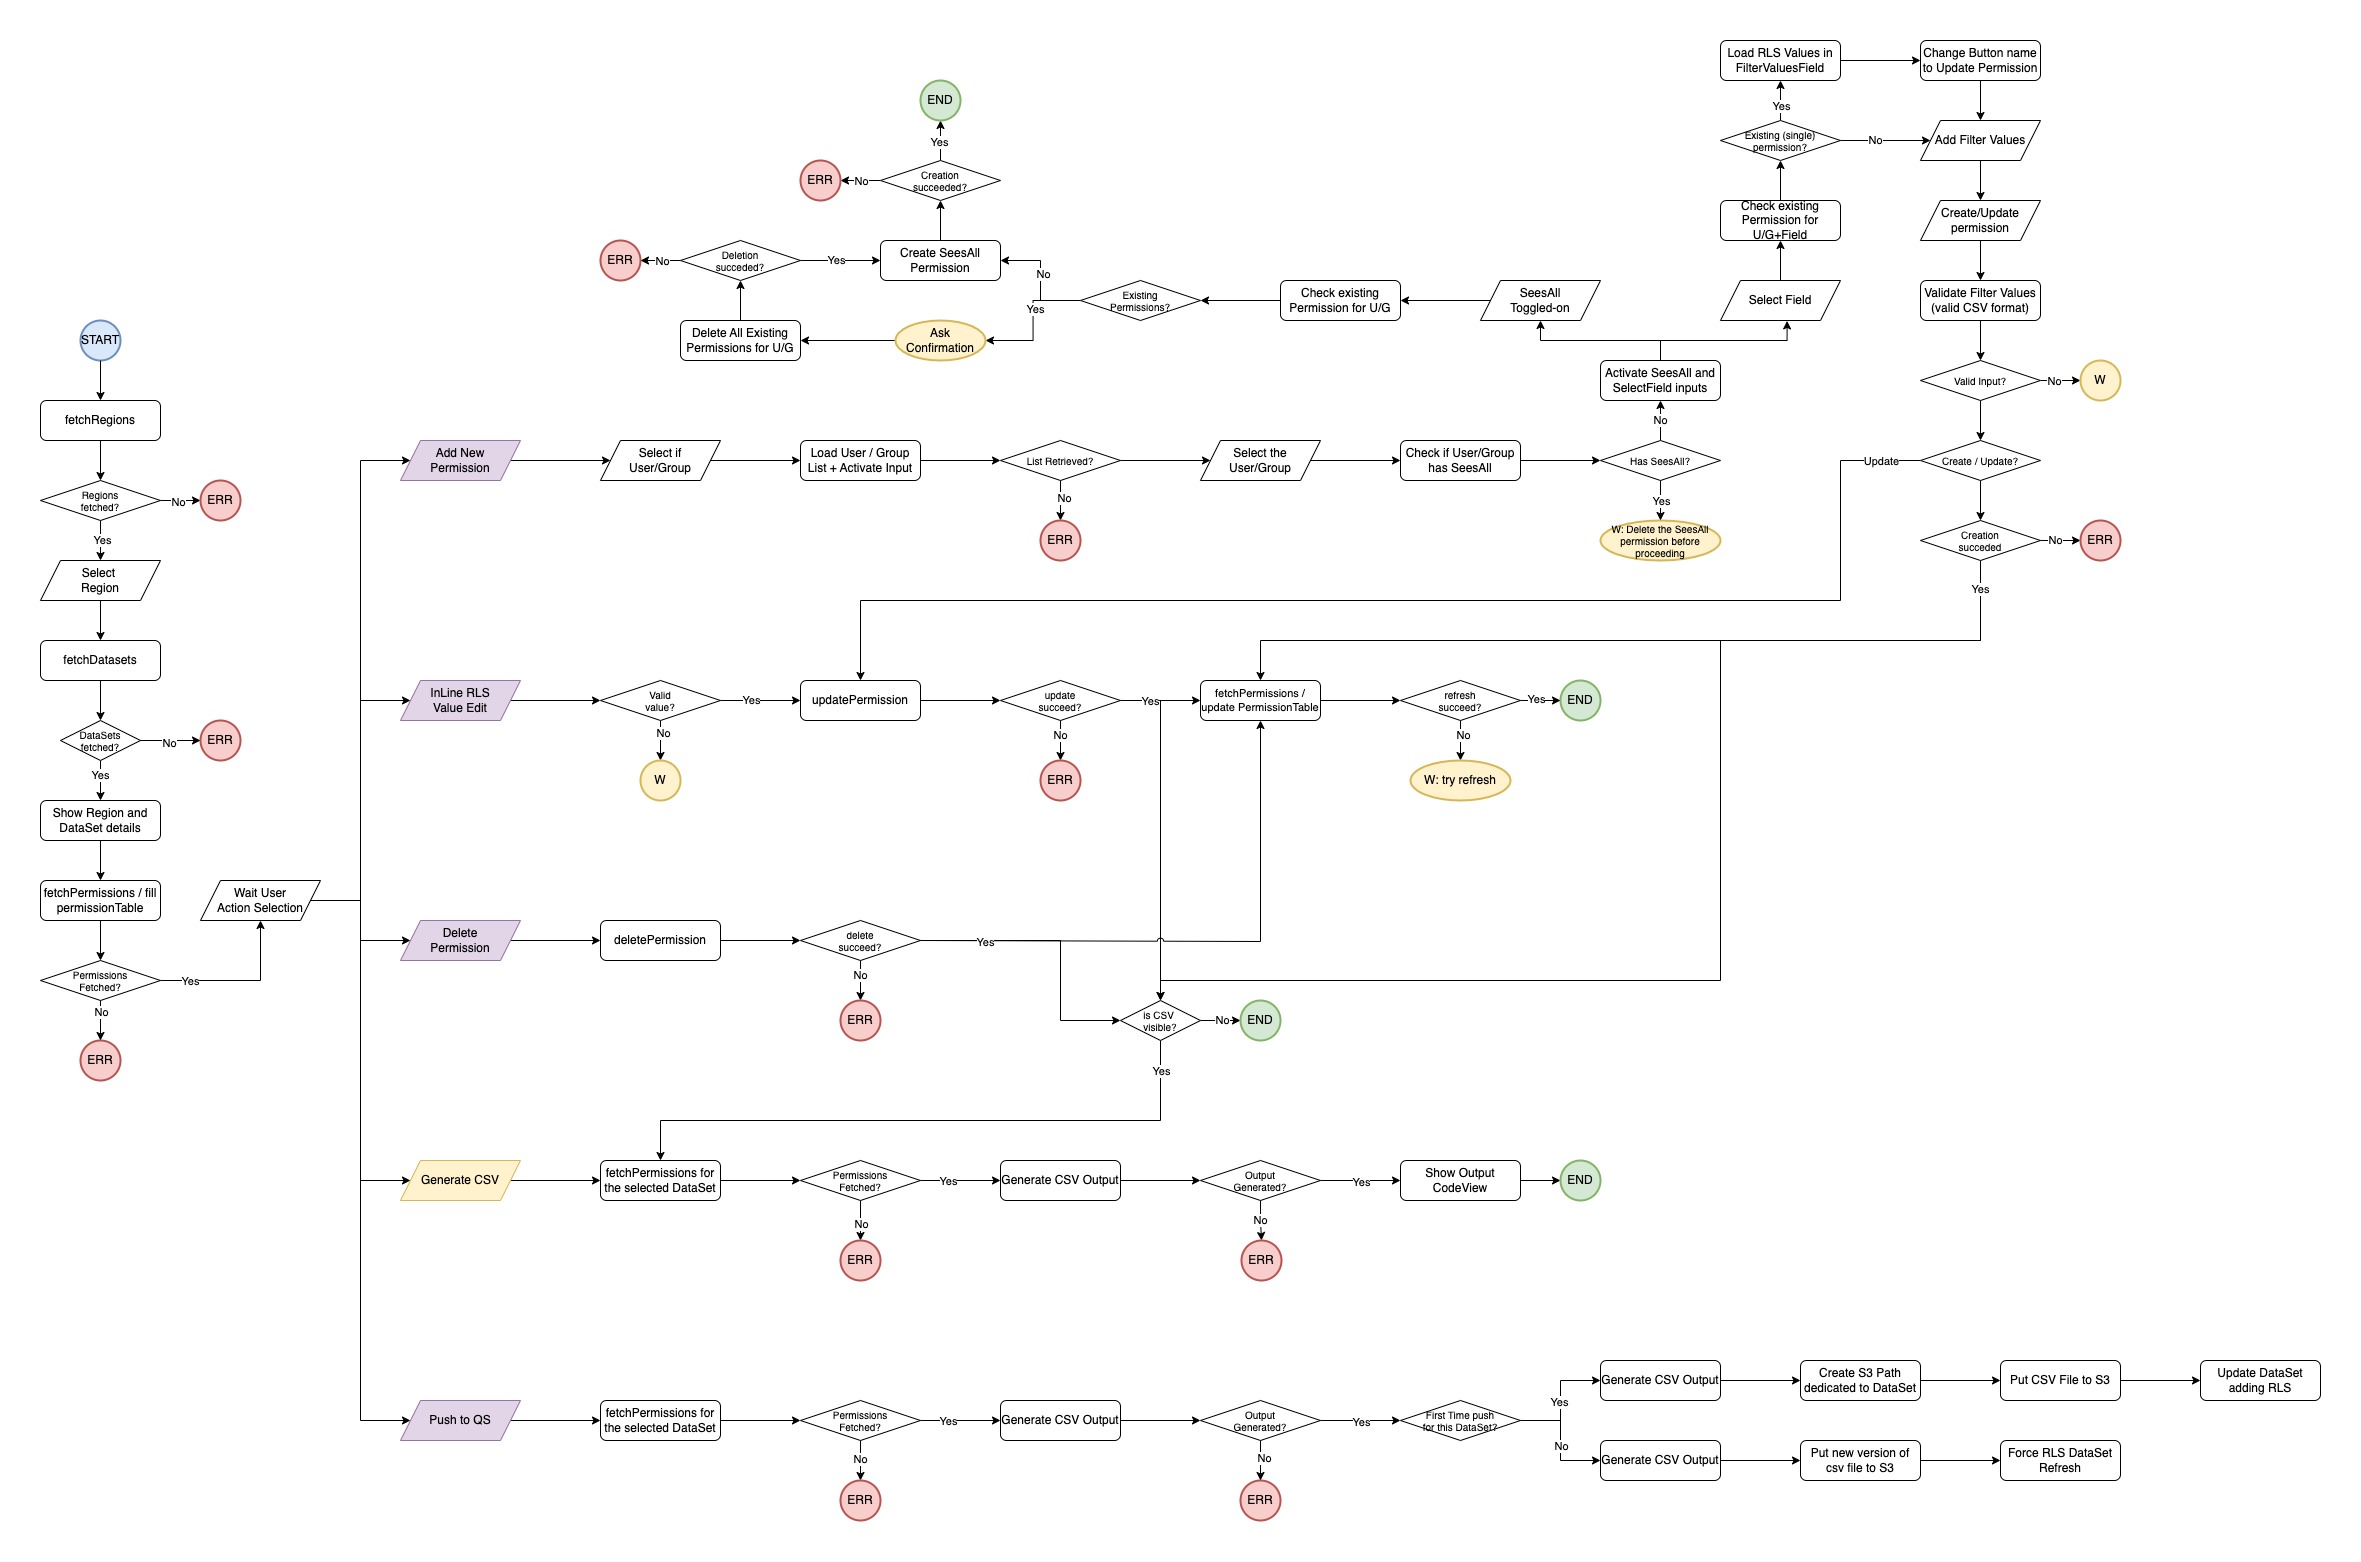 Load RLS Values in
FilterValuesField
Change Button name
to Update Permission
END
Yes
Yes
Existing (single)
permission?
No
Add Filter Values
ERR
No
Creation
succeeded?
Check existing
Permission for
U/G+Field
Create/Update
permission
ERR
No
Deletion
succeded?
Yes
Create SeesAll
Permission
No
Yes
Existing
Permissions?
Check existing
Permission for U/G
SeesAll
Toggled-on
Select Field
Validate Filter Values
(valid CSV format)
START
Delete All Existing
Permissions for U/G
Ask
Confirmation
Activate SeesAll and
SelectField inputs
Valid Input?
No
W
fetchRegions
No
Add New
Permission
Select if
User/Group
Load User / Group
List + Activate Input
List Retrieved?
Select the
User/Group
Check if User/Group
has SeesAll
Has SeesAll?
Update
Create / Update?
Regions
fetched?
No
ERR
No
Yes
Yes
ERR
W: Delete the SeesAll
permission before
proceeding
Creation
succeded
No
ERR
Select
Region
Yes
fetchDatasets
InLine RLS
Value Edit
Valid
value?
Yes
updatePermission
update
succeed?
Yes
fetchPermissions /
update PermissionTable
refresh
succeed?
Yes
END
DataSets
fetched?
No
ERR
No
No
No
Yes
W
ERR
W: try refresh
Show Region and
DataSet details
fetchPermissions / fill
permissionTable
Wait User
Action Selection
Delete
Permission
deletePermission
delete
succeed?
Yes
Permissions
Fetched?
Yes
No
No
ERR
is CSV
visible?
No
END
ERR
Yes
Generate CSV
fetchPermissions for
the selected DataSet
Permissions
Fetched?
Yes
Generate CSV Output
Output
Generated?
Yes
Show Output
CodeView
END
No
No
ERR
ERR
Generate CSV Output
Create S3 Path
dedicated to DataSet
Put CSV File to S3
Update DataSet
adding RLS
Yes
Push to QS
fetchPermissions for
the selected DataSet
Permissions
Fetched?
Yes
Generate CSV Output
Output
Generated?
Yes
First Time push
for this DataSet?
No
No
No
Generate CSV Output
Put new version of
csv file to S3
Force RLS DataSet
Refresh
ERR
ERR